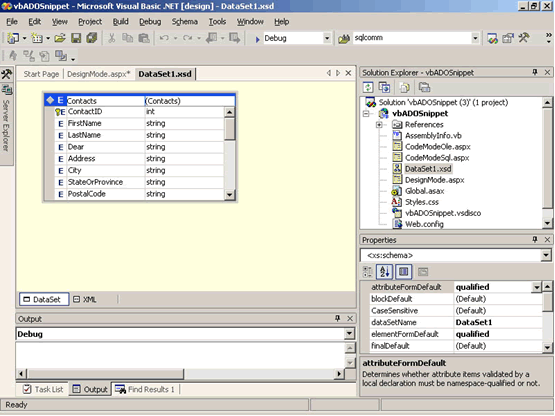 vbADOSnippet - Microsoft Visual Basic .NET [design] - DataSet1.xsd
File Edit View Project Build Debug Schema Tools Window Help
Debug sqlcomm
Start Page DesignMode.aspx* DataSet1.xsd
Server Explorer
E Contacts (Contacts)
E ContactID int
E FirstName string
E LastName string
E Dear string
E Address string
E City string
E StateOrProvince string
E PostalCode string
DataSet XML
Output
Debug
Task List Output Find Results 1
Ready
Solution Explorer - vbADOSnippet
Solution 'vbADOSnippet (3)' (1 project)
vbADOSnippet
References
AssemblyInfo.vb
CodeModeOle.aspx
CodeModeSql.aspx
DataSet1.xsd
DesignMode.aspx
Global.asax
Styles.css
vbADOSnippet.vsdisco
Web.config
Properties
<xs:schema>
attributeFormDefault qualified
blockDefault (Default)
CaseSensitive (Default)
dataSetName DataSet1
elementFormDefault qualified
finalDefault (Default)
attributeFormDefault
Determines whether attribute items validated by
a local declaration must be namespace-qualified or not.